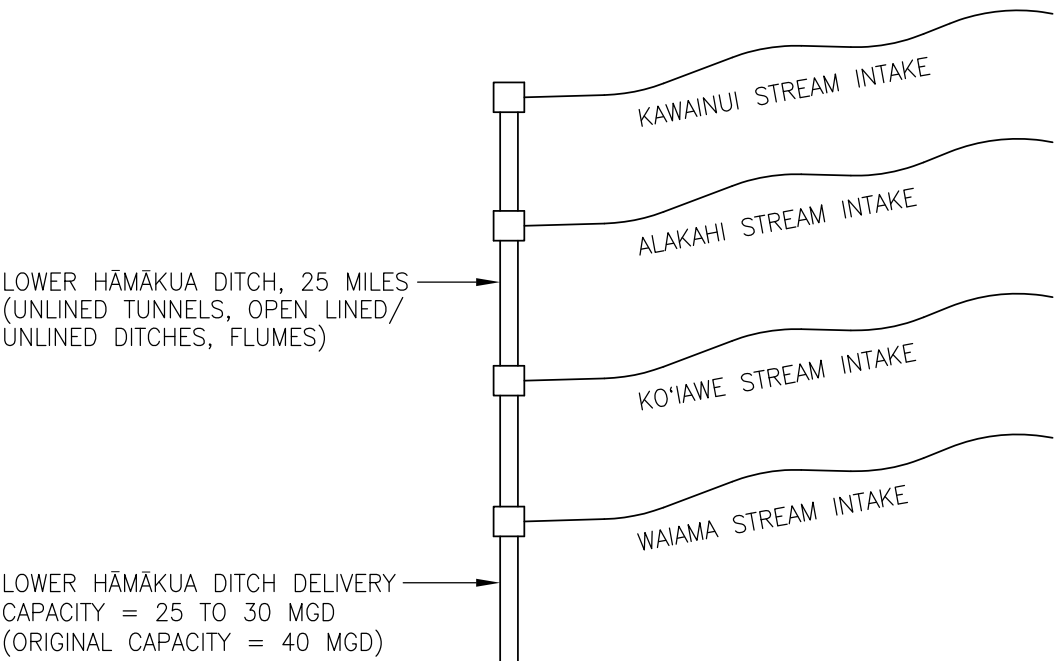 KAWAINUI STREAM INTAKE
ALAKAHI STREAM INTAKE
LOWER HĀMĀKUA DITCH, 25 MILES
(UNLINED TUNNELS, OPEN LINED/
UNLINED DITCHES, FLUMES)
KOʻIAWE STREAM INTAKE
WAIAMA STREAM INTAKE
LOWER HĀMĀKUA DITCH DELIVERY
CAPACITY = 25 TO 30 MGD
(ORIGINAL CAPACITY = 40 MGD)